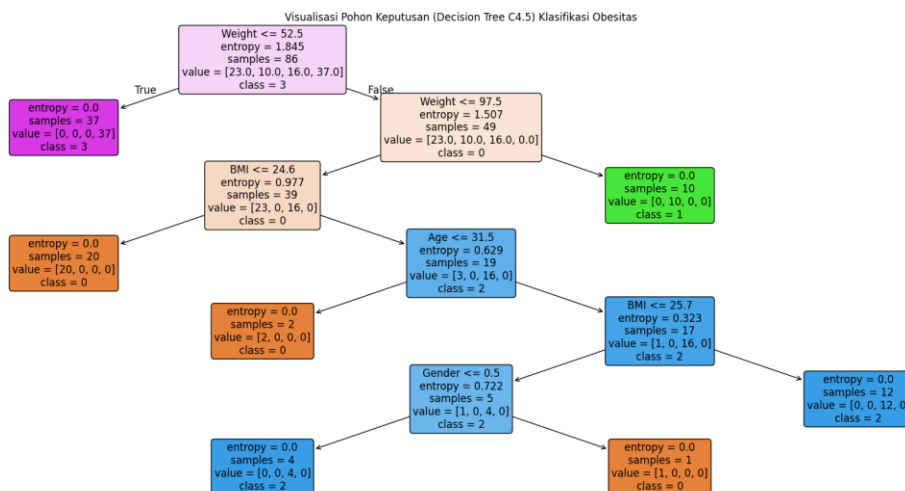 Visualisasi Pohon Keputusan (Decision Tree C4.5) Klasifikasi Obesitas
Weight <= 52.5
entropy = 1.845
samples = 86
value = [23.0, 10.0, 16.0, 37.0]
class = 3
True
False
entropy = 0.0
samples = 37
value = [0, 0, 0, 37]
class = 3
Weight <= 97.5
entropy = 1.507
samples = 49
value = [23.0, 10.0, 16.0, 0.0]
class = 0
BMI <= 24.6
entropy = 0.977
samples = 39
value = [23, 0, 16, 0]
class = 0
entropy = 0.0
samples = 10
value = [0, 10, 0, 0]
class = 1
entropy = 0.0
samples = 20
value = [20, 0, 0, 0]
class = 0
Age <= 31.5
entropy = 0.629
samples = 19
value = [3, 0, 16, 0]
class = 2
entropy = 0.0
samples = 2
value = [2, 0, 0, 0]
class = 0
BMI <= 25.7
entropy = 0.323
samples = 17
value = [1, 0, 16, 0]
class = 2
Gender <= 0.5
entropy = 0.722
samples = 5
value = [1, 0, 4, 0]
class = 2
entropy = 0.0
samples = 12
value = [0, 0, 12, 0
class = 2
entropy = 0.0
samples = 4
value = [0, 0, 4, 0]
class = 2
entropy = 0.0
samples = 1
value = [1, 0, 0, 0]
class = 0